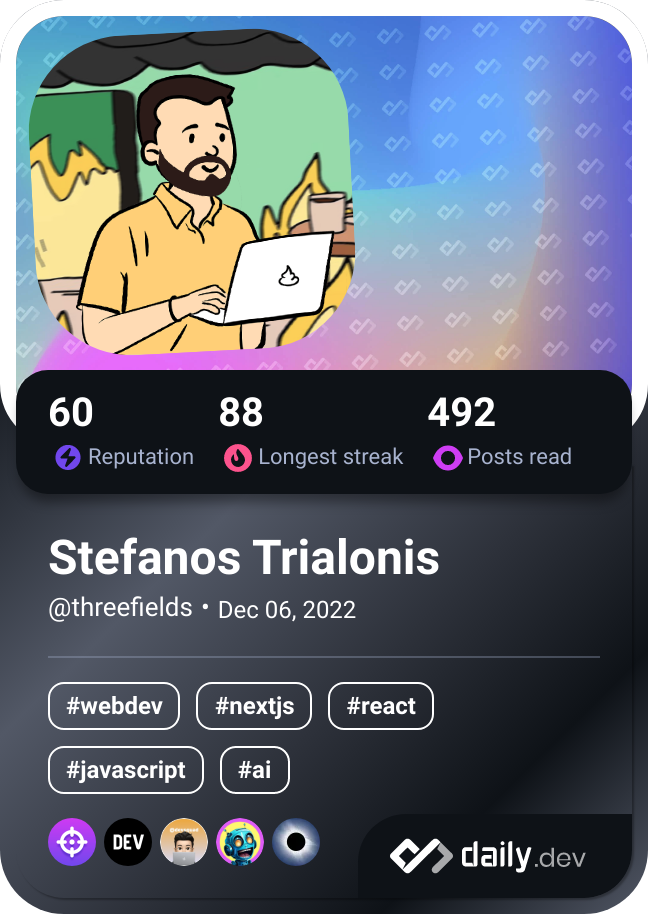 60 88 492
Reputation Longest streak Posts read
Stefanos Trialonis
@threefields • Dec 06, 2022
#webdev #nextjs #react
#javascript #ai
DEV
daily.dev